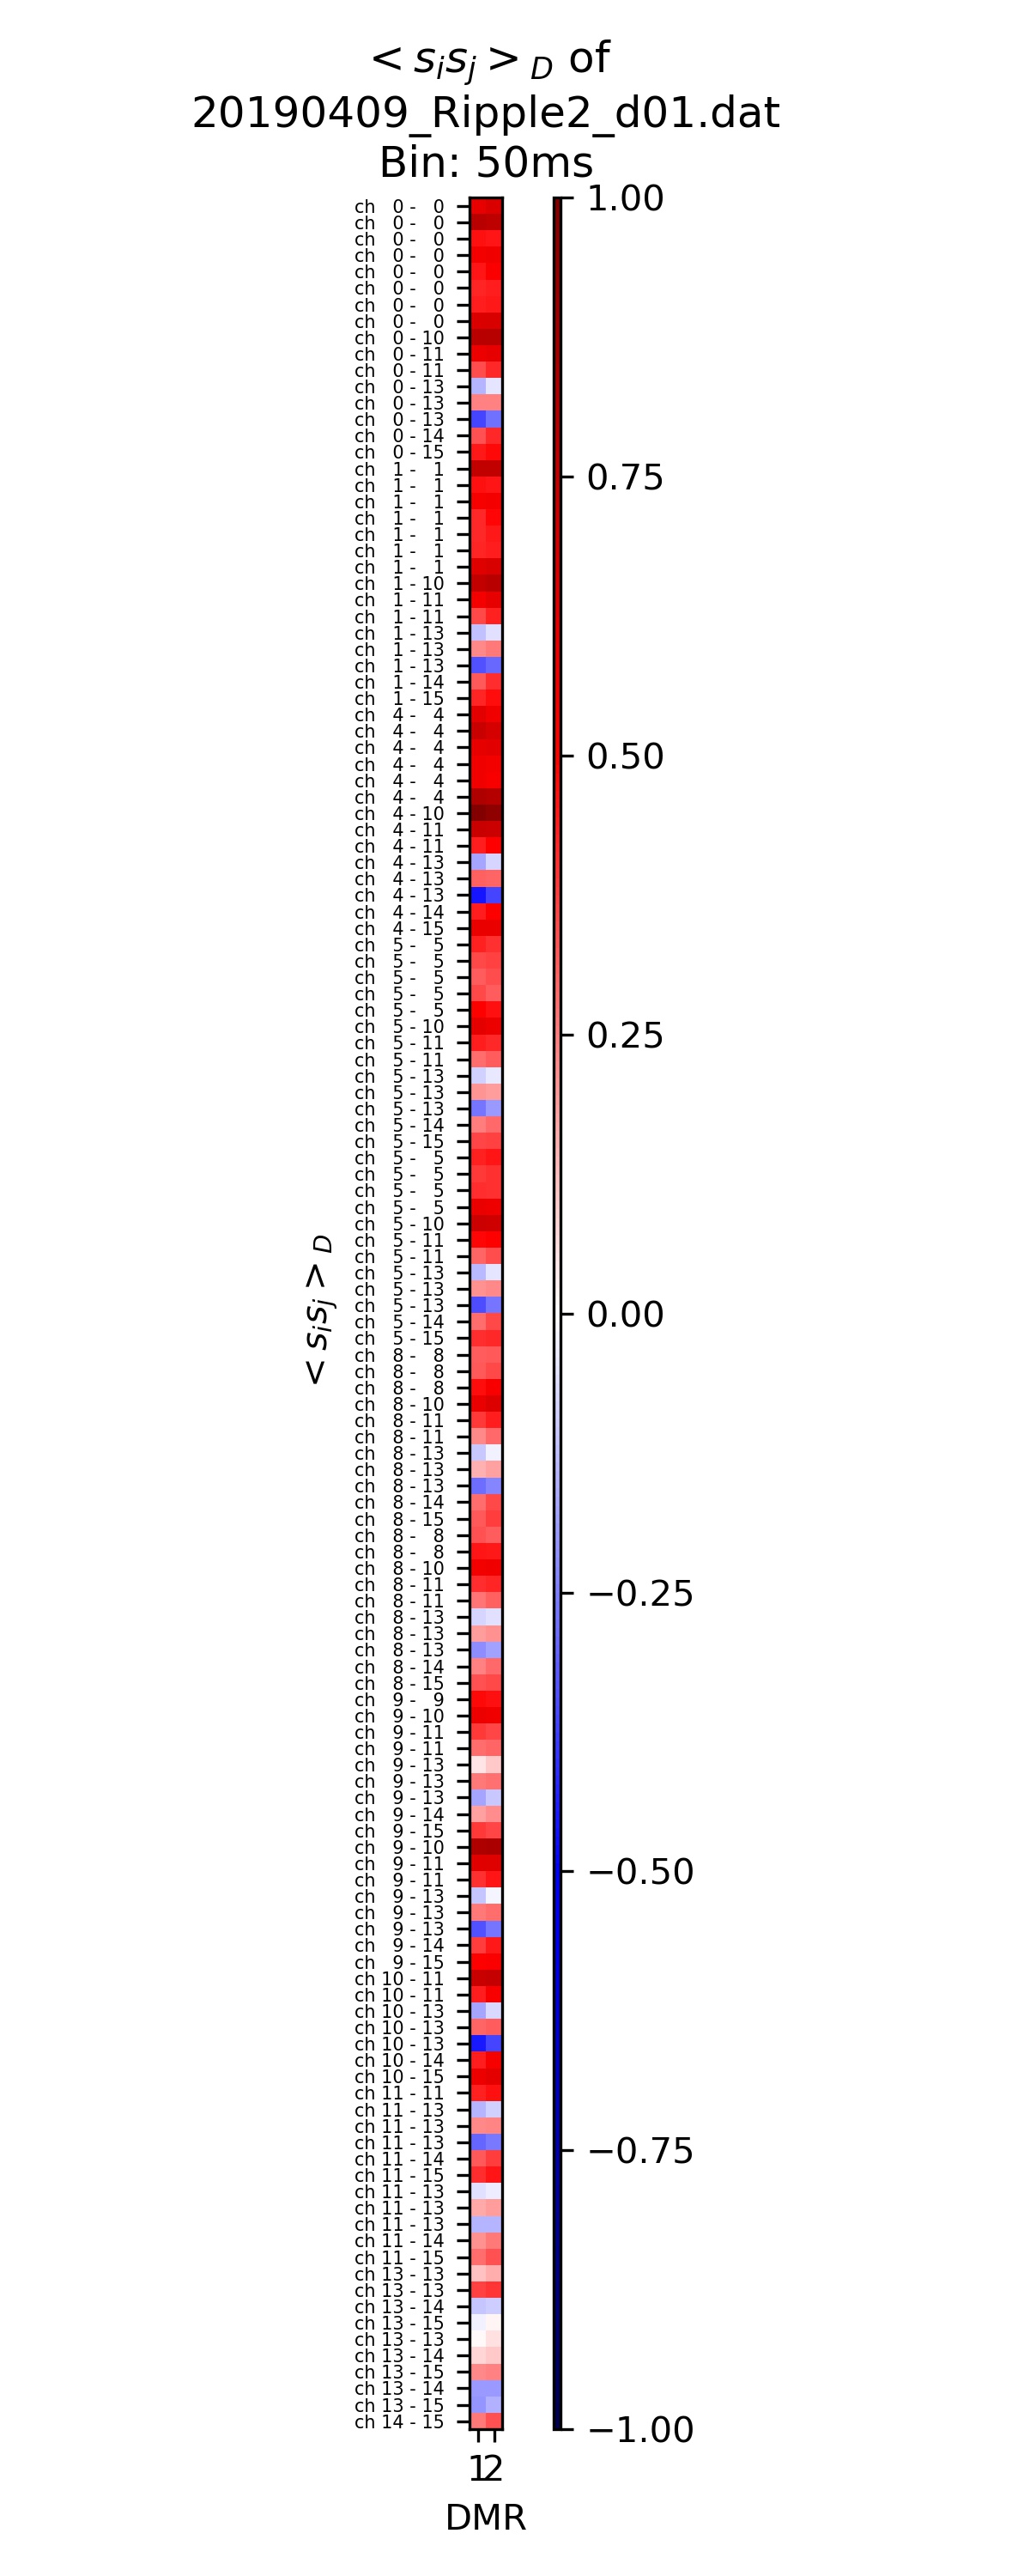 < s_i s_j >_D of
20190409_Ripple2_d01.dat
Bin: 50ms
ch 0 - 0
ch 0 - 0
ch 0 - 0
ch 0 - 0
ch 0 - 0
ch 0 - 0
ch 0 - 0
ch 0 - 0
ch 0 - 10
ch 0 - 11
ch 0 - 11
ch 0 - 13
ch 0 - 13
ch 0 - 13
ch 0 - 14
ch 0 - 15
ch 1 - 1
ch 1 - 1
ch 1 - 1
ch 1 - 1
ch 1 - 1
ch 1 - 1
ch 1 - 1
ch 1 - 10
ch 1 - 11
ch 1 - 11
ch 1 - 13
ch 1 - 13
ch 1 - 13
ch 1 - 14
ch 1 - 15
ch 4 - 4
ch 4 - 4
ch 4 - 4
ch 4 - 4
ch 4 - 4
ch 4 - 4
ch 4 - 10
ch 4 - 11
ch 4 - 11
ch 4 - 13
ch 4 - 13
ch 4 - 13
ch 4 - 14
ch 4 - 15
ch 5 - 5
ch 5 - 5
ch 5 - 5
ch 5 - 5
ch 5 - 5
ch 5 - 10
ch 5 - 11
ch 5 - 11
ch 5 - 13
ch 5 - 13
ch 5 - 13
ch 5 - 14
ch 5 - 15
ch 5 - 5
ch 5 - 5
ch 5 - 5
ch 5 - 5
ch 5 - 10
ch 5 - 11
ch 5 - 11
ch 5 - 13
ch 5 - 13
ch 5 - 13
ch 5 - 14
ch 5 - 15
ch 8 - 8
ch 8 - 8
ch 8 - 8
ch 8 - 10
ch 8 - 11
ch 8 - 11
ch 8 - 13
ch 8 - 13
ch 8 - 13
ch 8 - 14
ch 8 - 15
ch 8 - 8
ch 8 - 8
ch 8 - 10
ch 8 - 11
ch 8 - 11
ch 8 - 13
ch 8 - 13
ch 8 - 13
ch 8 - 14
ch 8 - 15
ch 9 - 9
ch 9 - 10
ch 9 - 11
ch 9 - 11
ch 9 - 13
ch 9 - 13
ch 9 - 13
ch 9 - 14
ch 9 - 15
ch 9 - 10
ch 9 - 11
ch 9 - 11
ch 9 - 13
ch 9 - 13
ch 9 - 13
ch 9 - 14
ch 9 - 15
ch 10 - 11
ch 10 - 11
ch 10 - 13
ch 10 - 13
ch 10 - 13
ch 10 - 14
ch 10 - 15
ch 11 - 11
ch 11 - 13
ch 11 - 13
ch 11 - 13
ch 11 - 14
ch 11 - 15
ch 11 - 13
ch 11 - 13
ch 11 - 13
ch 11 - 14
ch 11 - 15
ch 13 - 13
ch 13 - 13
ch 13 - 14
ch 13 - 15
ch 13 - 13
ch 13 - 14
ch 13 - 15
ch 13 - 14
ch 13 - 15
ch 14 - 15
< s_i s_j >_D
1 2
DMR
1.00
0.75
0.50
0.25
0.00
−0.25
−0.50
−0.75
−1.00